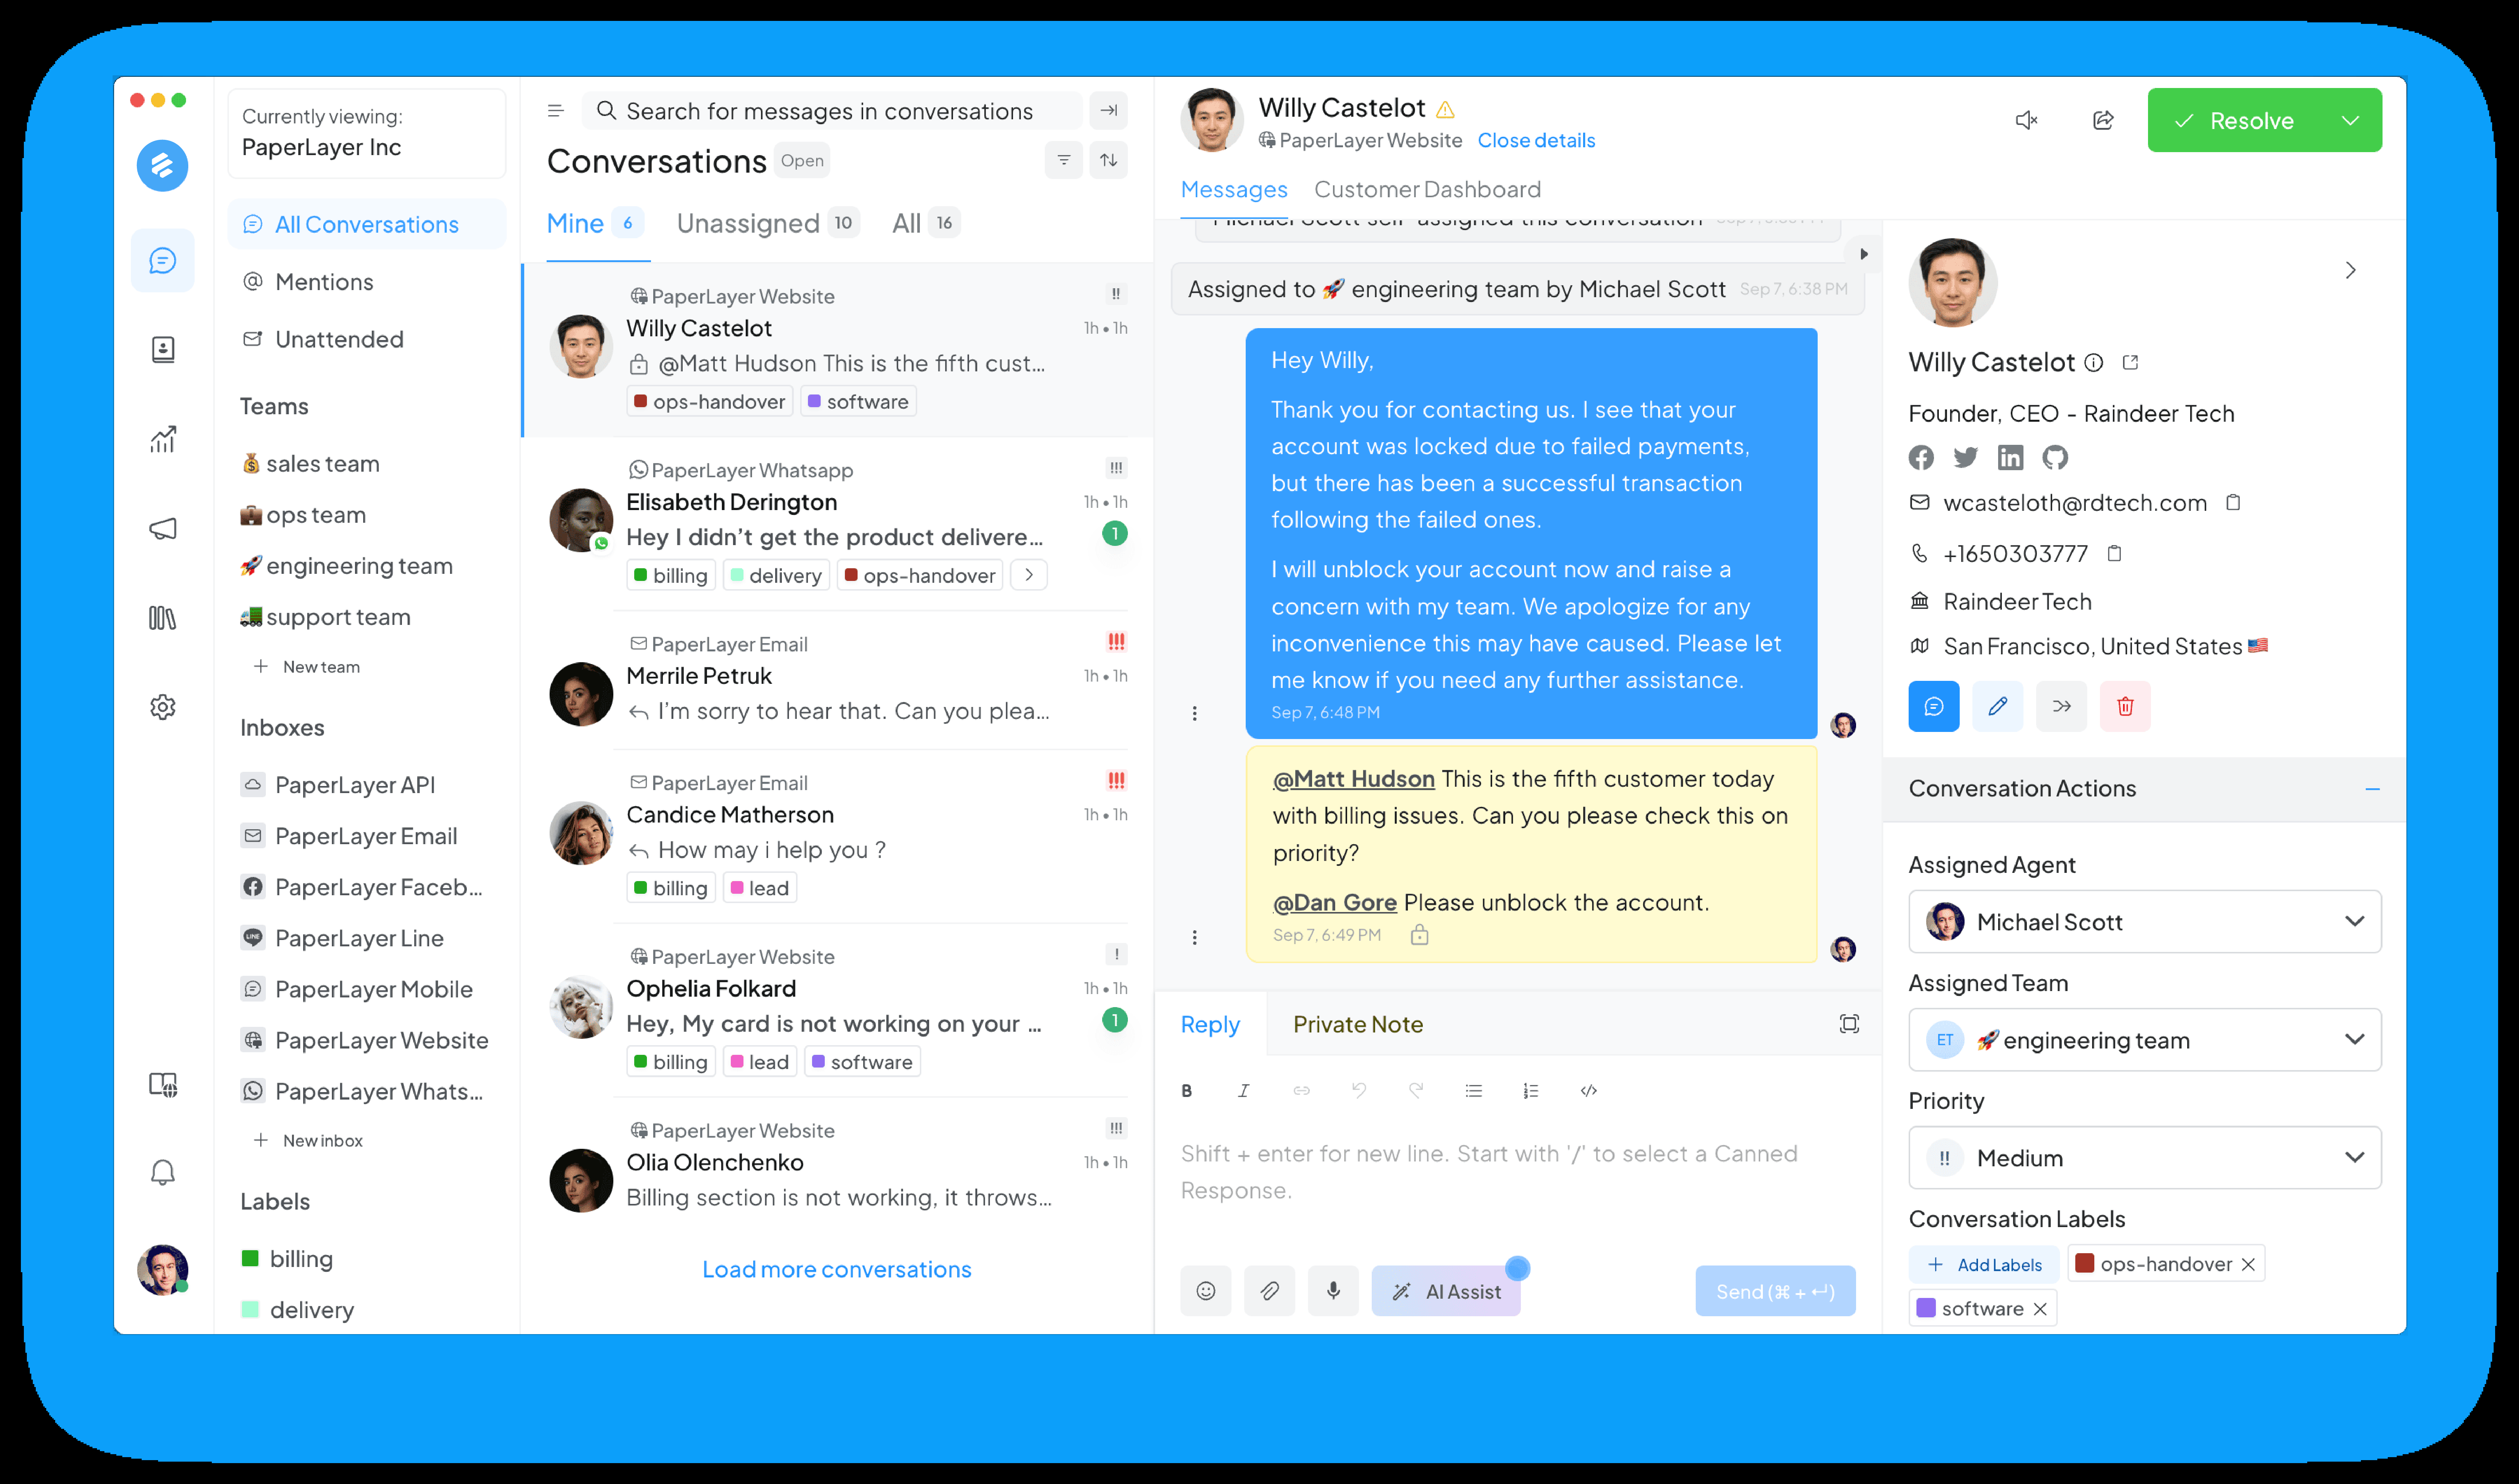 Currently viewing:
PaperLayer Inc
All Conversations
@ Mentions
Unattended
Teams
💰 sales team
💼 ops team
🚀 engineering team
🚚 support team
+ New team
Inboxes
PaperLayer API
PaperLayer Email
PaperLayer Faceb...
LINE PaperLayer Line
PaperLayer Mobile
PaperLayer Website
PaperLayer Whats...
+ New inbox
Labels
billing
delivery
Search for messages in conversations
Conversations Open
Mine 6 Unassigned 10 All 16
PaperLayer Website !!
Willy Castelot 1h • 1h
@Matt Hudson This is the fifth cust...
ops-handover software
PaperLayer Whatsapp !!!
Elisabeth Derington 1h • 1h
Hey I didn’t get the product delivere... 1
billing delivery ops-handover
PaperLayer Email !!!
Merrile Petruk 1h • 1h
I’m sorry to hear that. Can you plea...
PaperLayer Email !!!
Candice Matherson 1h • 1h
How may i help you ?
billing lead
PaperLayer Website !
Ophelia Folkard 1h • 1h
Hey, My card is not working on your ... 1
billing lead software
PaperLayer Website !!!
Olia Olenchenko 1h • 1h
Billing section is not working, it throws...
Load more conversations
Willy Castelot
PaperLayer Website Close details
Resolve
Messages Customer Dashboard
Michael Scott self-assigned this conversation
Assigned to 🚀 engineering team by Michael Scott Sep 7, 6:38 PM
Hey Willy,
Thank you for contacting us. I see that your
account was locked due to failed payments,
but there has been a successful transaction
following the failed ones.
I will unblock your account now and raise a
concern with my team. We apologize for any
inconvenience this may have caused. Please let
me know if you need any further assistance.
Sep 7, 6:48 PM
@Matt Hudson This is the fifth customer today
with billing issues. Can you please check this on
priority?
@Dan Gore Please unblock the account.
Sep 7, 6:49 PM
Reply Private Note
B I
Shift + enter for new line. Start with '/' to select a Canned
Response.
AI Assist Send (⌘ + ↵)
Willy Castelot
Founder, CEO - Raindeer Tech
wcasteloth@rdtech.com
+1650303777
Raindeer Tech
San Francisco, United States 🇺🇸
Conversation Actions
Assigned Agent
Michael Scott
Assigned Team
ET 🚀 engineering team
Priority
!! Medium
Conversation Labels
+ Add Labels ops-handover
software